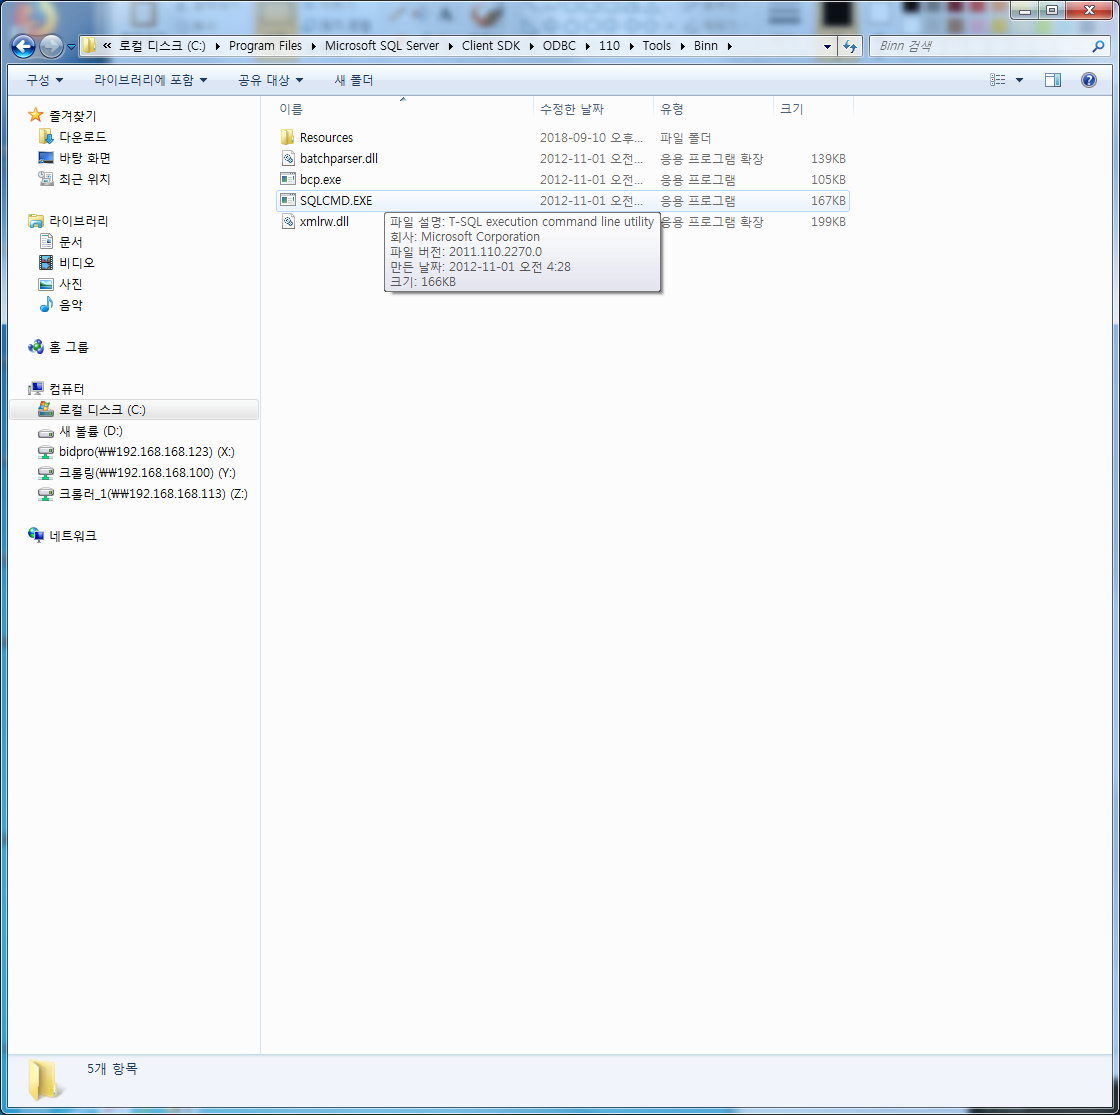 « 로컬 디스크 (C:) ▸ Program Files ▸ Microsoft SQL Server ▸ Client SDK ▸ ODBC ▸ 110 ▸ Tools ▸ Binn ▸ Binn 검색
구성 라이브러리에 포함 공유 대상 새 폴더
즐겨찾기
다운로드
바탕 화면
최근 위치
라이브러리
문서
비디오
사진
음악
홈 그룹
컴퓨터
로컬 디스크 (C:)
새 볼륨 (D:)
bidpro(₩₩192.168.168.123) (X:)
크롤링(₩₩192.168.168.100) (Y:)
크롤러_1(₩₩192.168.168.113) (Z:)
네트워크
이름 수정한 날짜 유형 크기
Resources 2018-09-10 오후... 파일 폴더
batchparser.dll 2012-11-01 오전... 응용 프로그램 확장 139KB
bcp.exe 2012-11-01 오전... 응용 프로그램 105KB
SQLCMD.EXE 2012-11-01 오전... 응용 프로그램 167KB
xmlrw.dll 응용 프로그램 확장 199KB
파일 설명: T-SQL execution command line utility
회사: Microsoft Corporation
파일 버전: 2011.110.2270.0
만든 날짜: 2012-11-01 오전 4:28
크기: 166KB
5개 항목